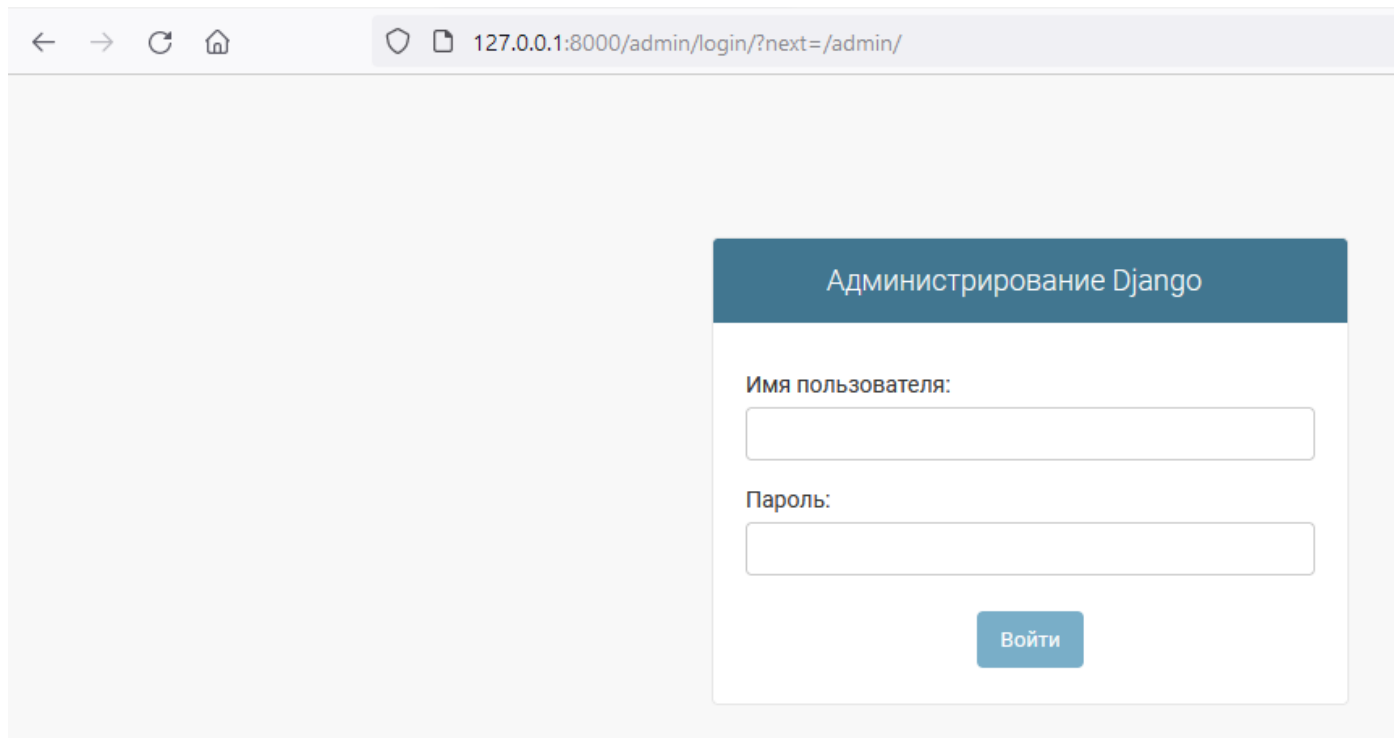 127.0.0.1:8000/admin/login/?next=/admin/
Администрирование Django
Имя пользователя:
Пароль:
Войти